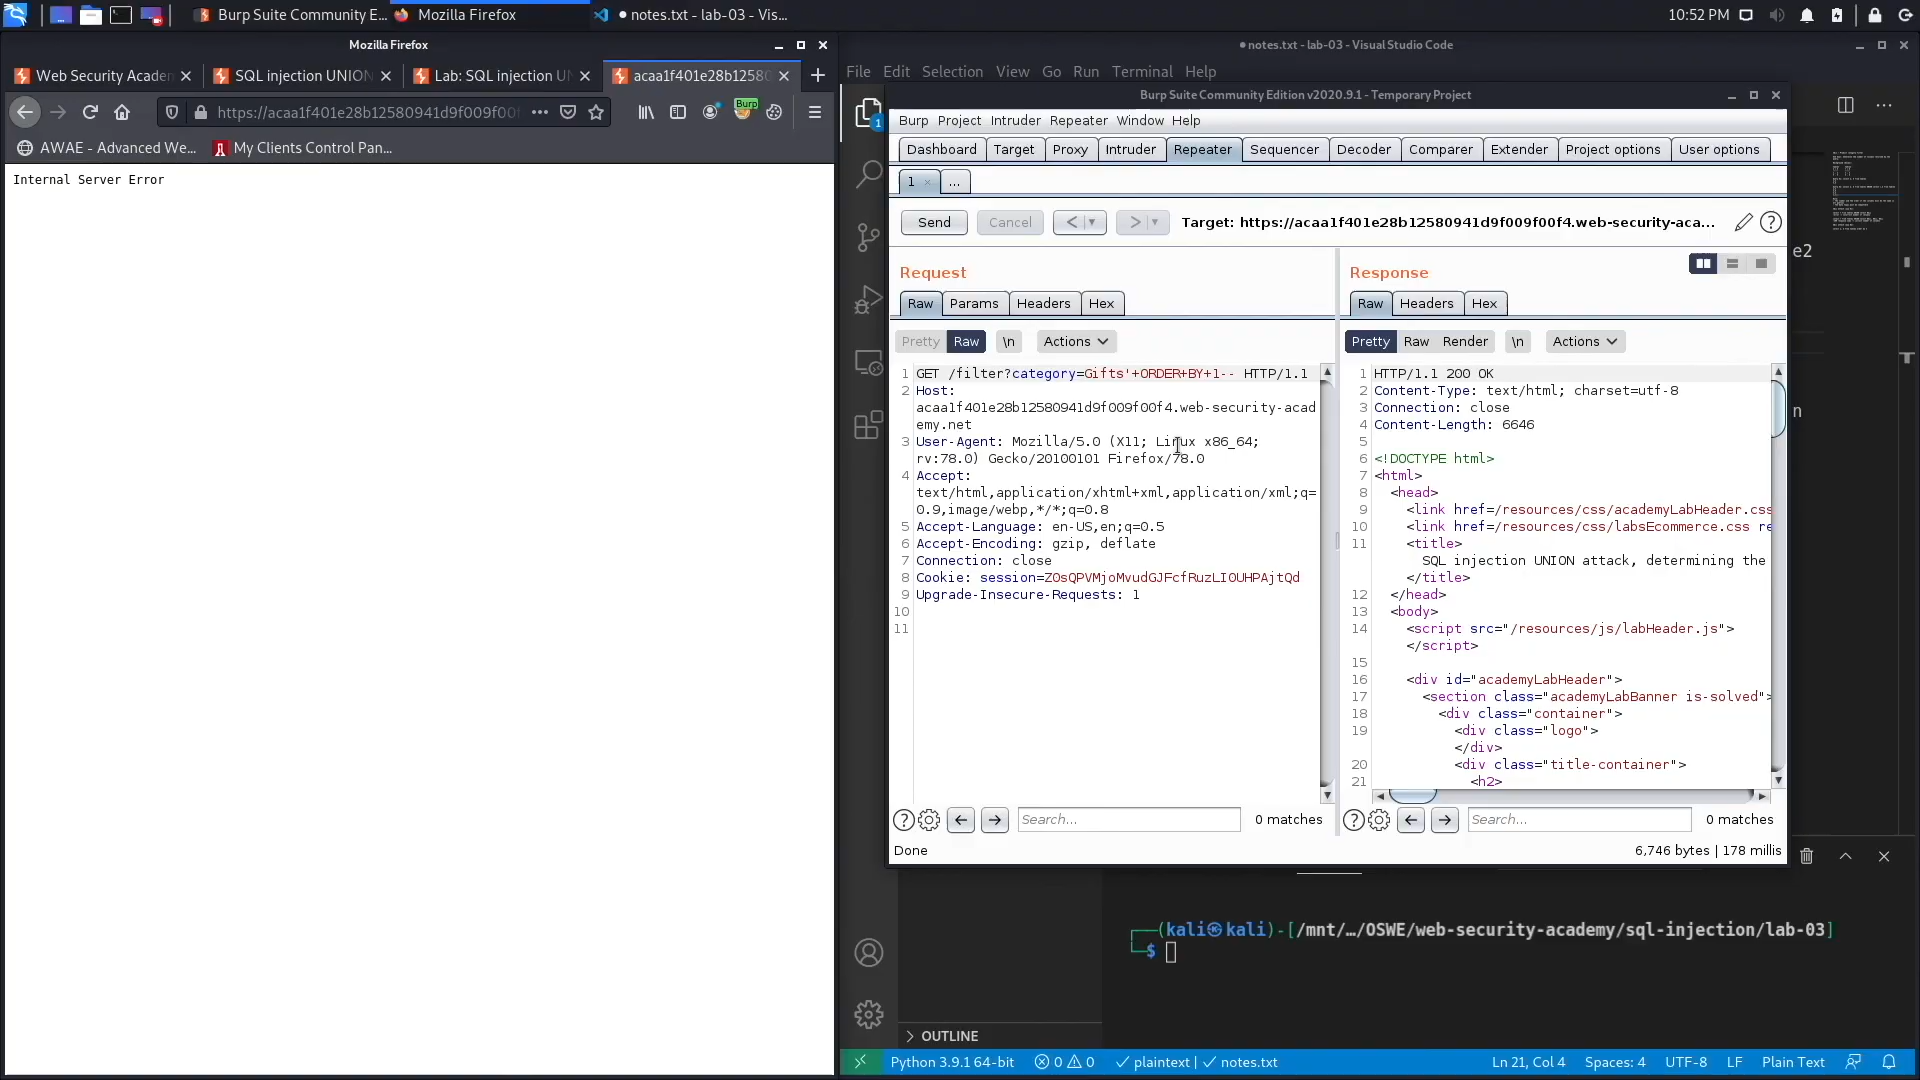 Burp Suite Community E...
Mozilla Firefox
● notes.txt - lab-03 - Vis...
10:52 PM
Mozilla Firefox
Web Security Acaden
SQL injection UNION
Lab: SQL injection UN
acaa1f401e28b12580
https://acaa1f401e28b12580941d9f009f00f
Burp
AWAE - Advanced We...
My Clients Control Pan...
Internal Server Error
● notes.txt - lab-03 - Visual Studio Code
File Edit Selection View Go Run Terminal Help
1
e2
n
Burp Suite Community Edition v2020.9.1 - Temporary Project
Burp Project Intruder Repeater Window Help
Dashboard Target Proxy Intruder Repeater Sequencer Decoder Comparer Extender Project options User options
1 × ...
Send Cancel < > Target: https://acaa1f401e28b12580941d9f009f00f4.web-security-aca... ?
Request
Raw Params Headers Hex
Pretty Raw \n Actions
1 GET /filter?category=Gifts'+ORDER+BY+1-- HTTP/1.1
2 Host:
acaa1f401e28b12580941d9f009f00f4.web-security-acad
emy.net
3 User-Agent: Mozilla/5.0 (X11; Linux x86_64;
rv:78.0) Gecko/20100101 Firefox/78.0
4 Accept:
text/html,application/xhtml+xml,application/xml;q=
0.9,image/webp,*/*;q=0.8
5 Accept-Language: en-US,en;q=0.5
6 Accept-Encoding: gzip, deflate
7 Connection: close
8 Cookie: session=ZOsQPVMjoMvudGJFcfRuzLIOUHPAjtQd
9 Upgrade-Insecure-Requests: 1
10
11
? Search... 0 matches
Response
Raw Headers Hex
Pretty Raw Render \n Actions
1 HTTP/1.1 200 OK
2 Content-Type: text/html; charset=utf-8
3 Connection: close
4 Content-Length: 6646
5
6 <!DOCTYPE html>
7 <html>
8 <head>
9 <link href=/resources/css/academyLabHeader.css
10 <link href=/resources/css/labsEcommerce.css re
11 <title>
SQL injection UNION attack, determining the
</title>
12 </head>
13 <body>
14 <script src="/resources/js/labHeader.js">
</script>
15
16 <div id="academyLabHeader">
17 <section class="academyLabBanner is-solved">
18 <div class="container">
19 <div class="logo">
</div>
20 <div class="title-container">
21 <h2>
? Search... 0 matches
Done
6,746 bytes | 178 millis
(kali㉿kali)-[/mnt/…/OSWE/web-security-academy/sql-injection/lab-03]
$
OUTLINE
Python 3.9.1 64-bit 0 0 ✓ plaintext | ✓ notes.txt Ln 21, Col 4 Spaces: 4 UTF-8 LF Plain Text